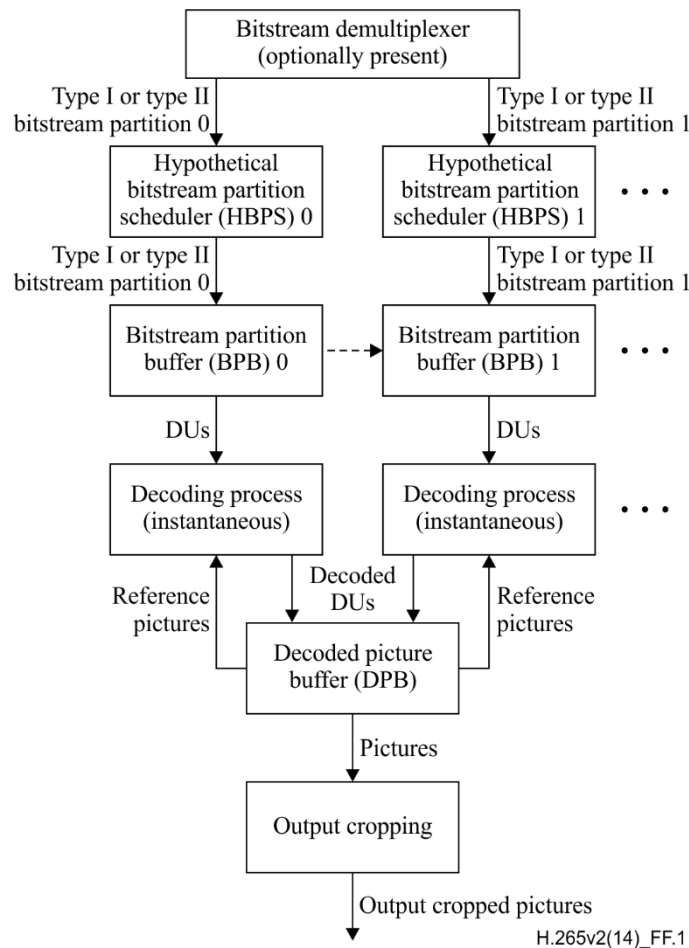 Bitstream demultiplexer
(optionally present)
Type I or type II
bitstream partition 0
Type I or type II
bitstream partition 1
Hypothetical
bitstream partition
scheduler (HBPS) 0
Hypothetical
bitstream partition
scheduler (HBPS) 1
Type I or type II
bitstream partition 0
Type I or type II
bitstream partition 1
Bitstream partition
buffer (BPB) 0
Bitstream partition
buffer (BPB) 1
DUs
DUs
Decoding process
(instantaneous)
Decoding process
(instantaneous)
Reference
pictures
Decoded
DUs
Reference
pictures
Decoded picture
buffer (DPB)
Pictures
Output cropping
Output cropped pictures
H.265v2(14)_FF.1